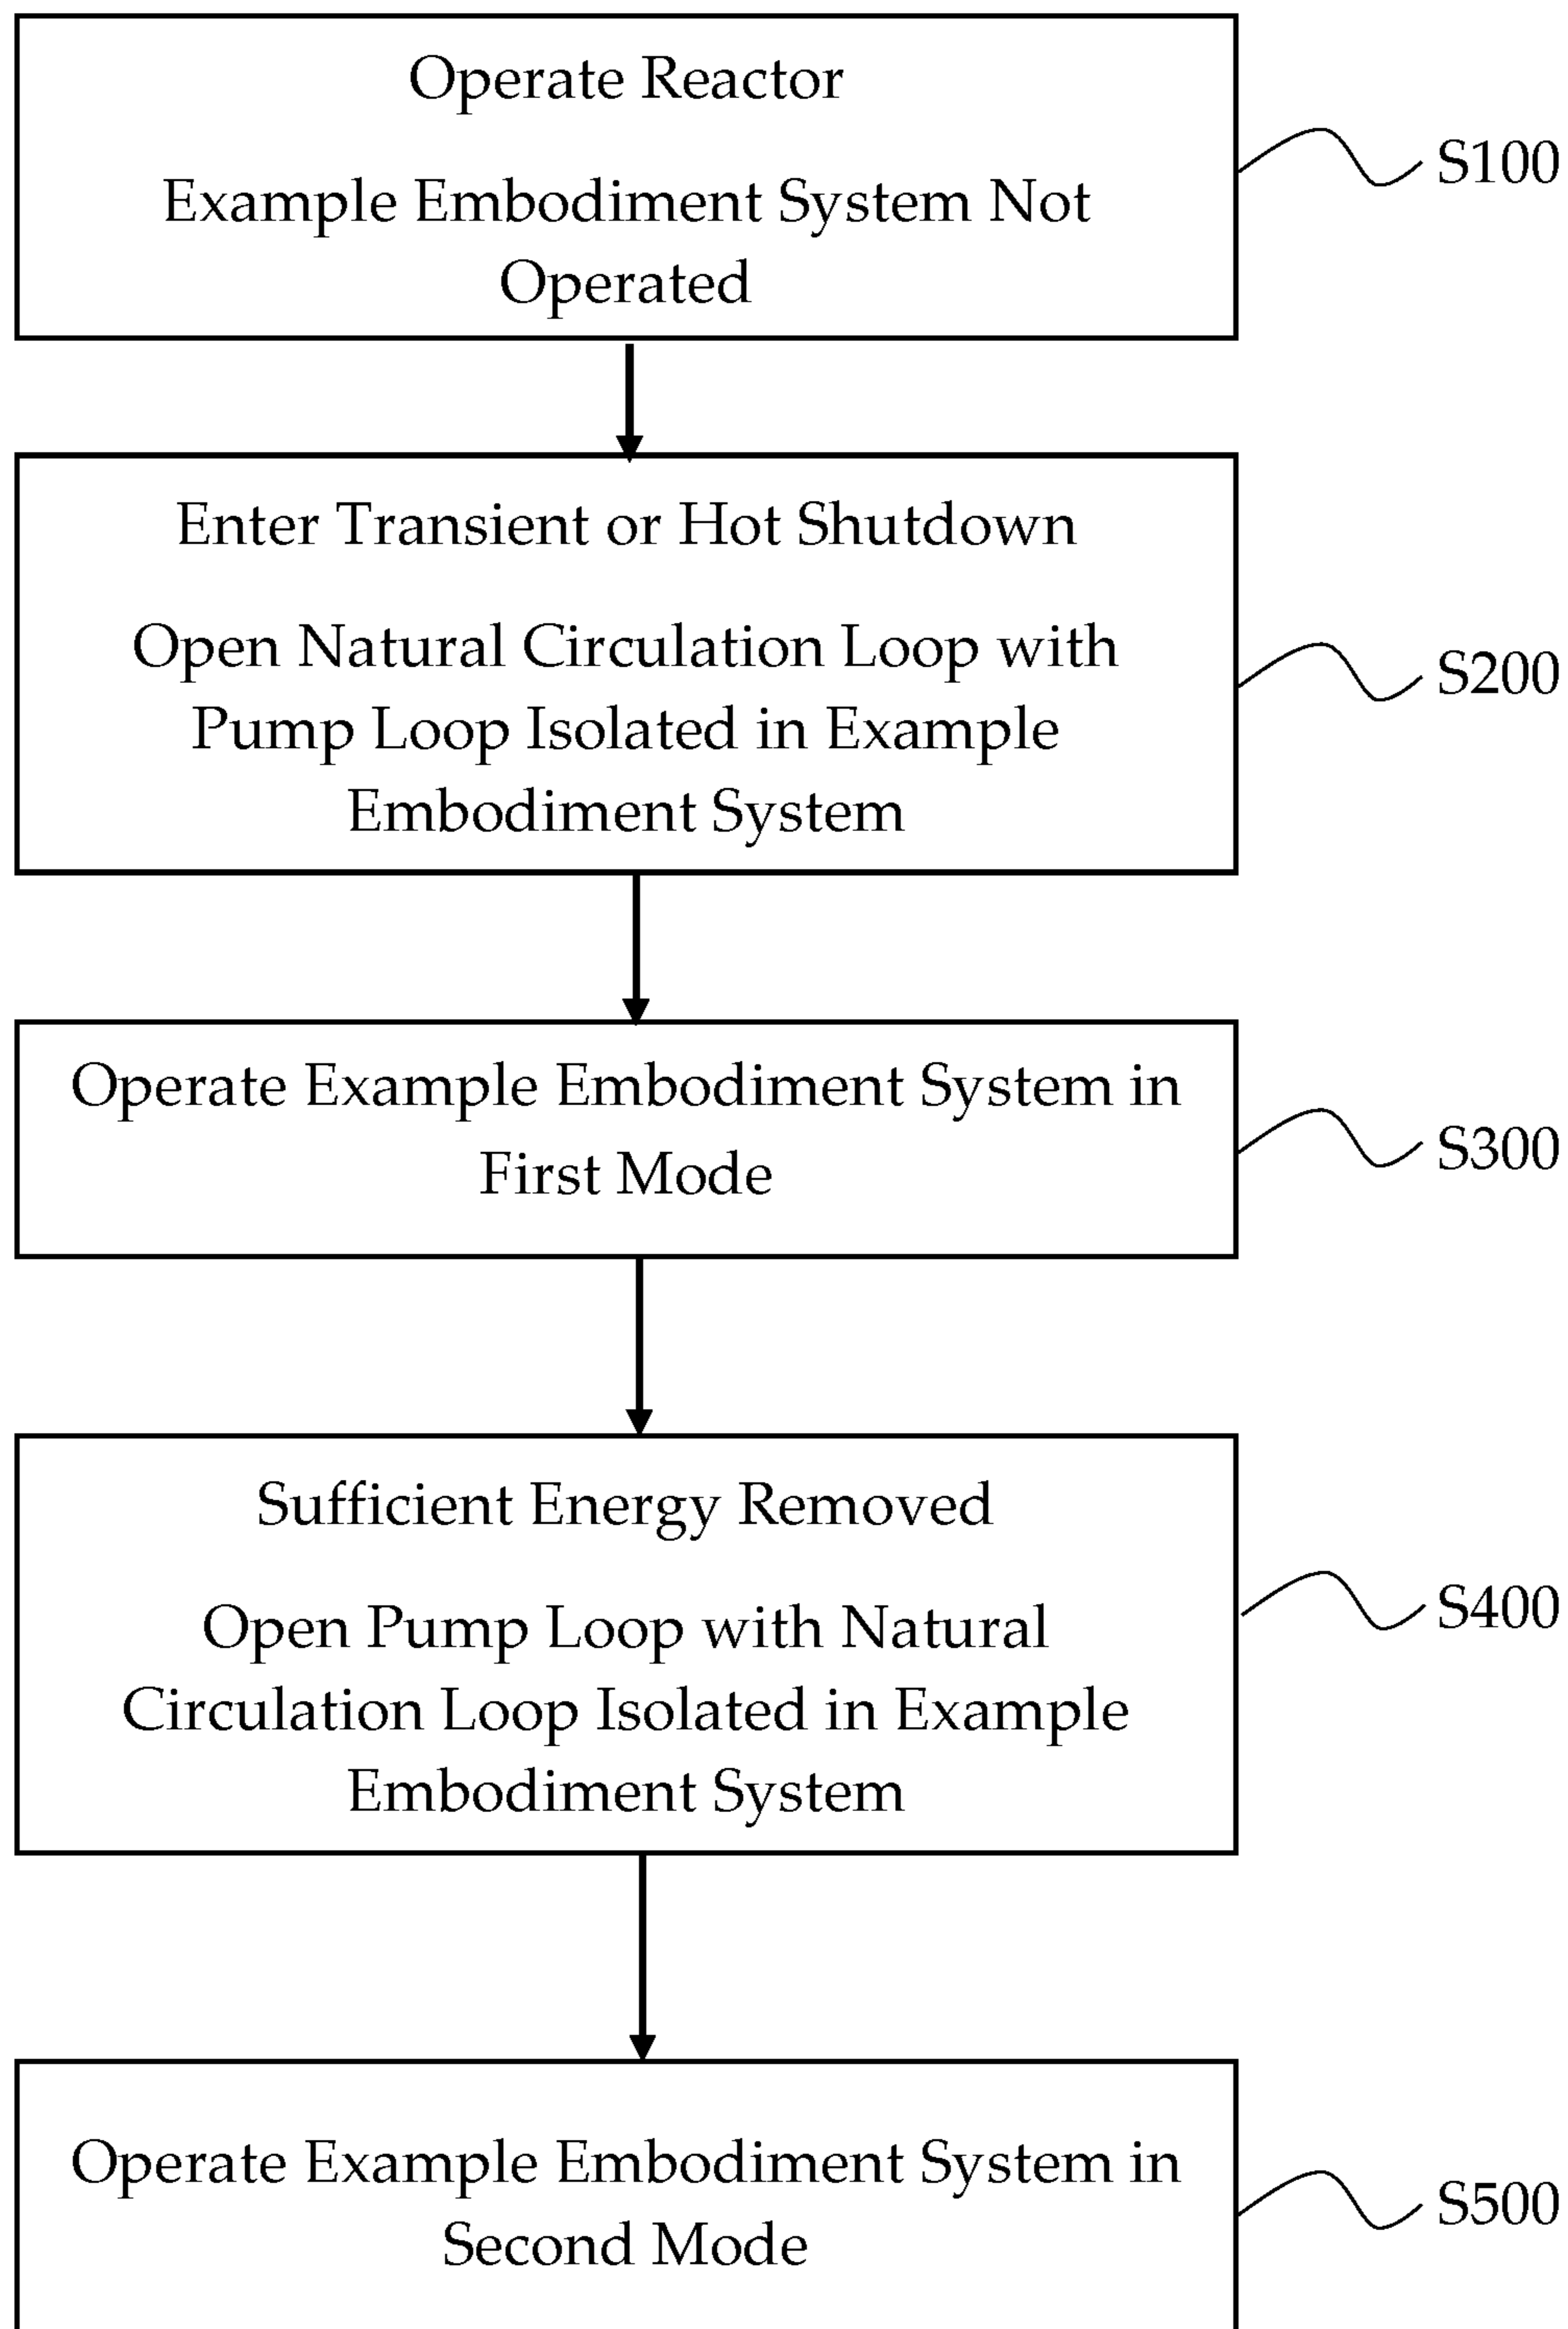 Operate Reactor
Example Embodiment System Not
Operated
S100
Enter Transient or Hot Shutdown
Open Natural Circulation Loop with
Pump Loop Isolated in Example
Embodiment System
S200
Operate Example Embodiment System in
First Mode
S300
Sufficient Energy Removed
Open Pump Loop with Natural
Circulation Loop Isolated in Example
Embodiment System
S400
Operate Example Embodiment System in
Second Mode
S500